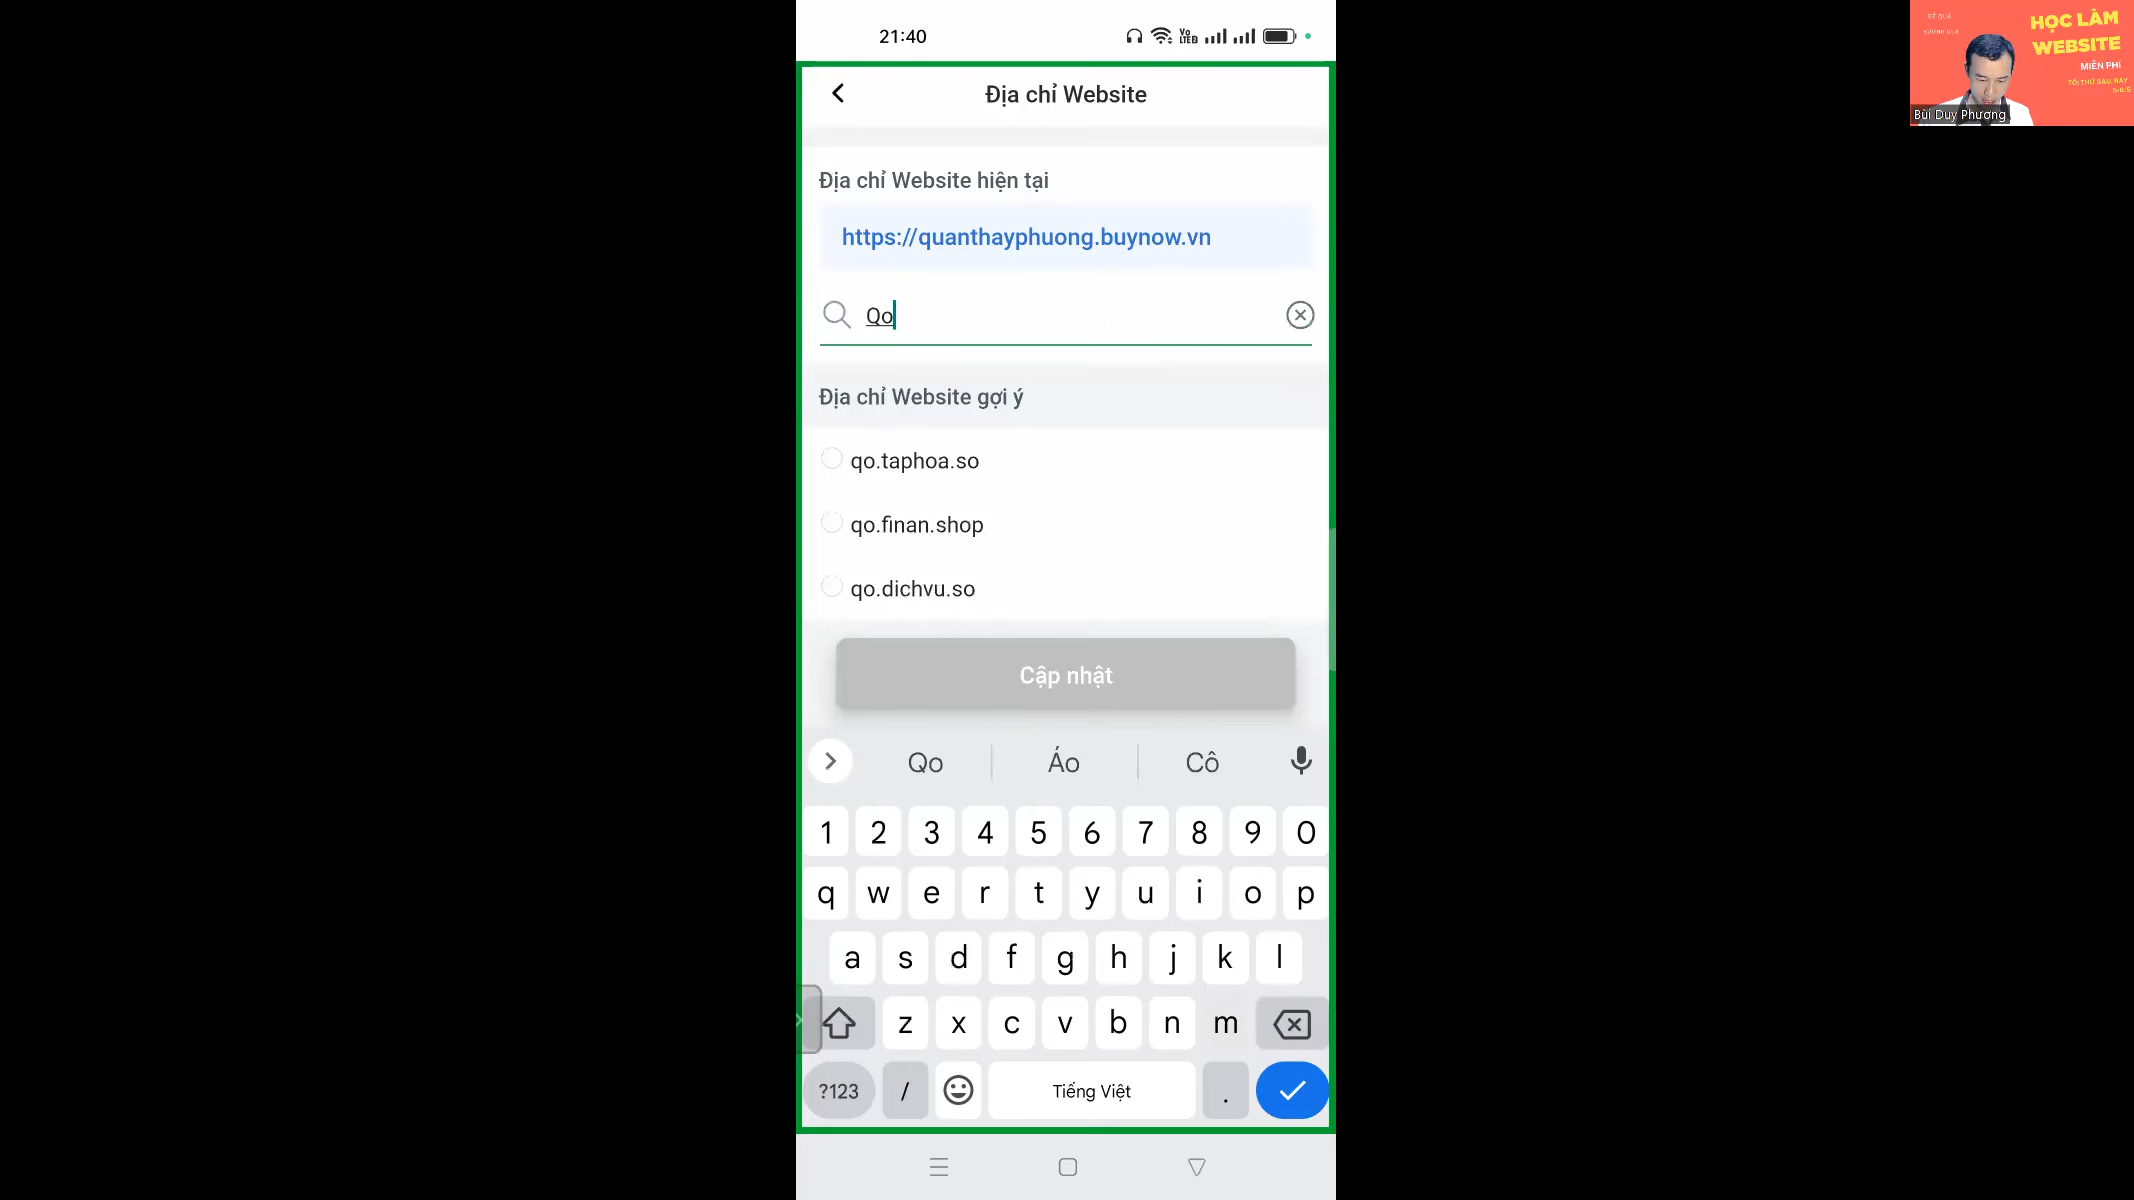 21:40
Địa chỉ Website
Địa chỉ Website hiện tại
https://quanthayphuong.buynow.vn
Qo
Địa chỉ Website gợi ý
qo.taphoa.so
qo.finan.shop
qo.dichvu.so
Cập nhật
Qo Áo Cô
1 2 3 4 5 6 7 8 9 0
q w e r t y u i o p
a s d f g h j k l
z x c v b n m
?123 / Tiếng Việt .
HỌC LÀM
WEBSITE
MIỄN PHÍ
Bùi Duy Phương